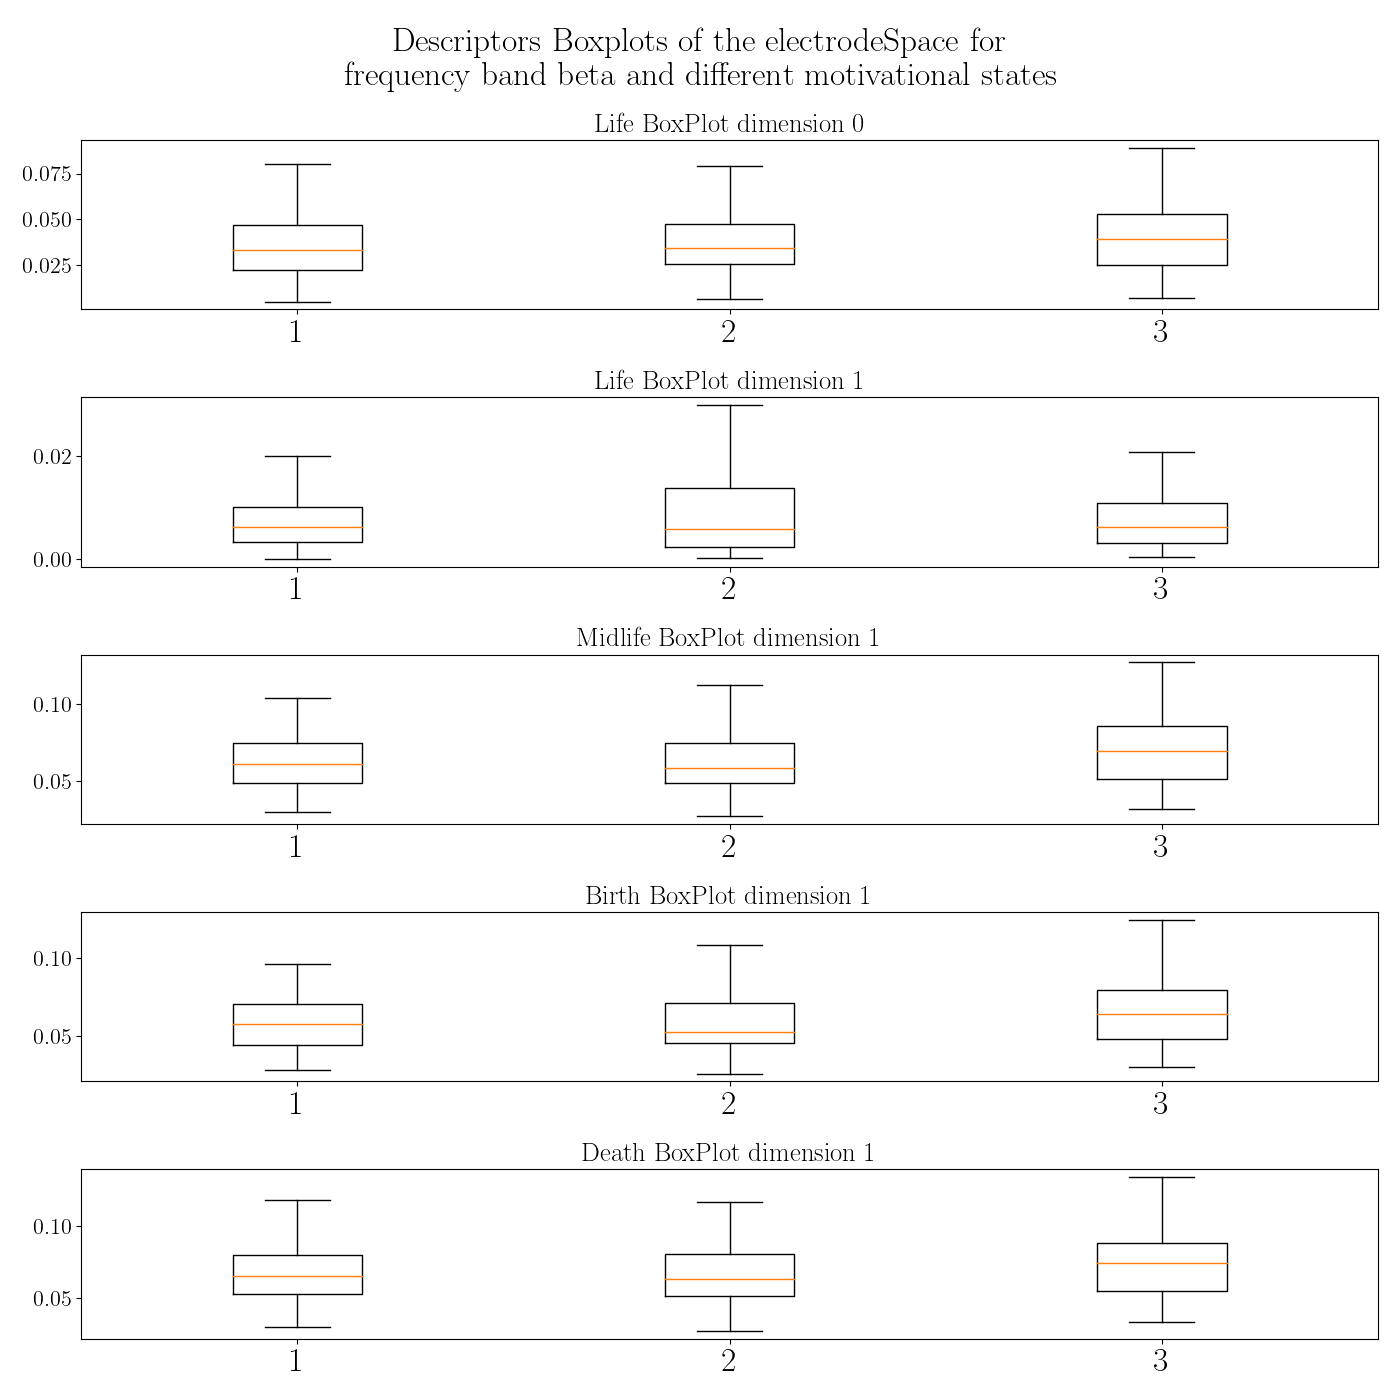 Descriptors Boxplots of the electrodeSpace for
frequency band beta and different motivational states
Life BoxPlot dimension 0
0.075
0.050
0.025
1 2 3
Life BoxPlot dimension 1
0.02
0.00
1 2 3
Midlife BoxPlot dimension 1
0.10
0.05
1 2 3
Birth BoxPlot dimension 1
0.10
0.05
1 2 3
Death BoxPlot dimension 1
0.10
0.05
1 2 3